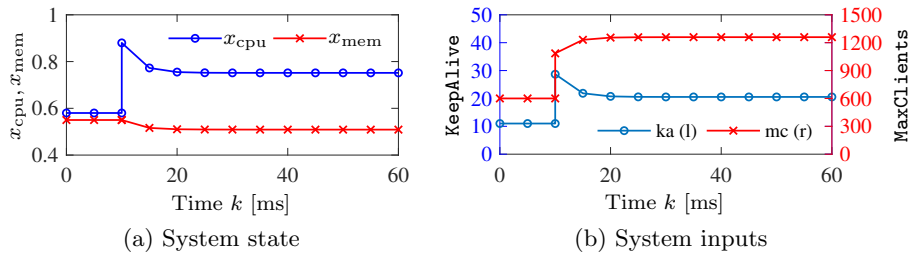 1
0.8
0.6
0.4
x_cpu, x_mem
x_cpu x_mem
0 20 40 60
Time k [ms]
(a) System state
50
40
30
20
10
0
KeepAlive
1500
1200
900
600
300
0
MaxClients
ka (l) mc (r)
0 20 40 60
Time k [ms]
(b) System inputs